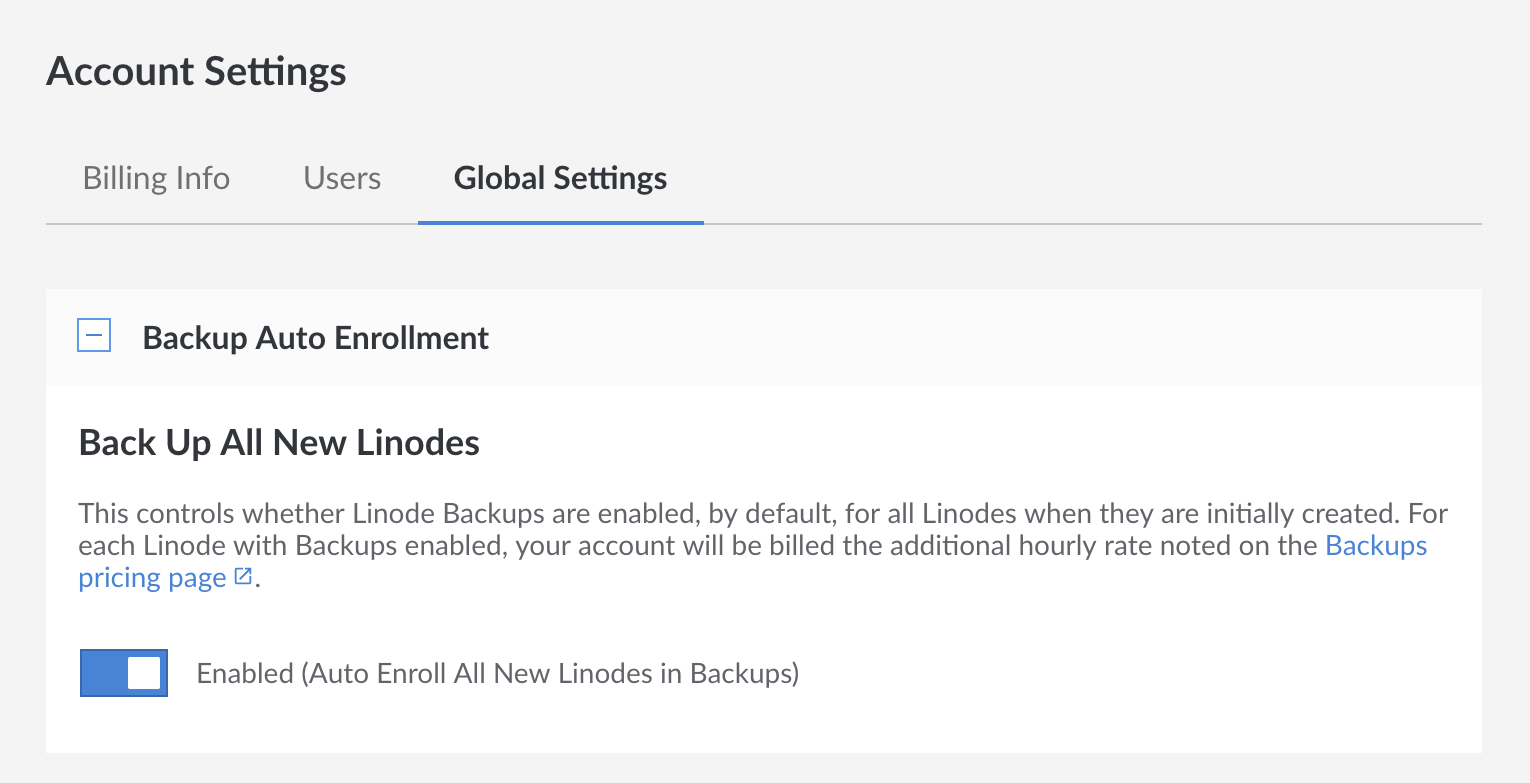 Account Settings
Billing Info Users Global Settings
Backup Auto Enrollment
Back Up All New Linodes
This controls whether Linode Backups are enabled, by default, for all Linodes when they are initially created. For
each Linode with Backups enabled, your account will be billed the additional hourly rate noted on the Backups
pricing page.
Enabled (Auto Enroll All New Linodes in Backups)